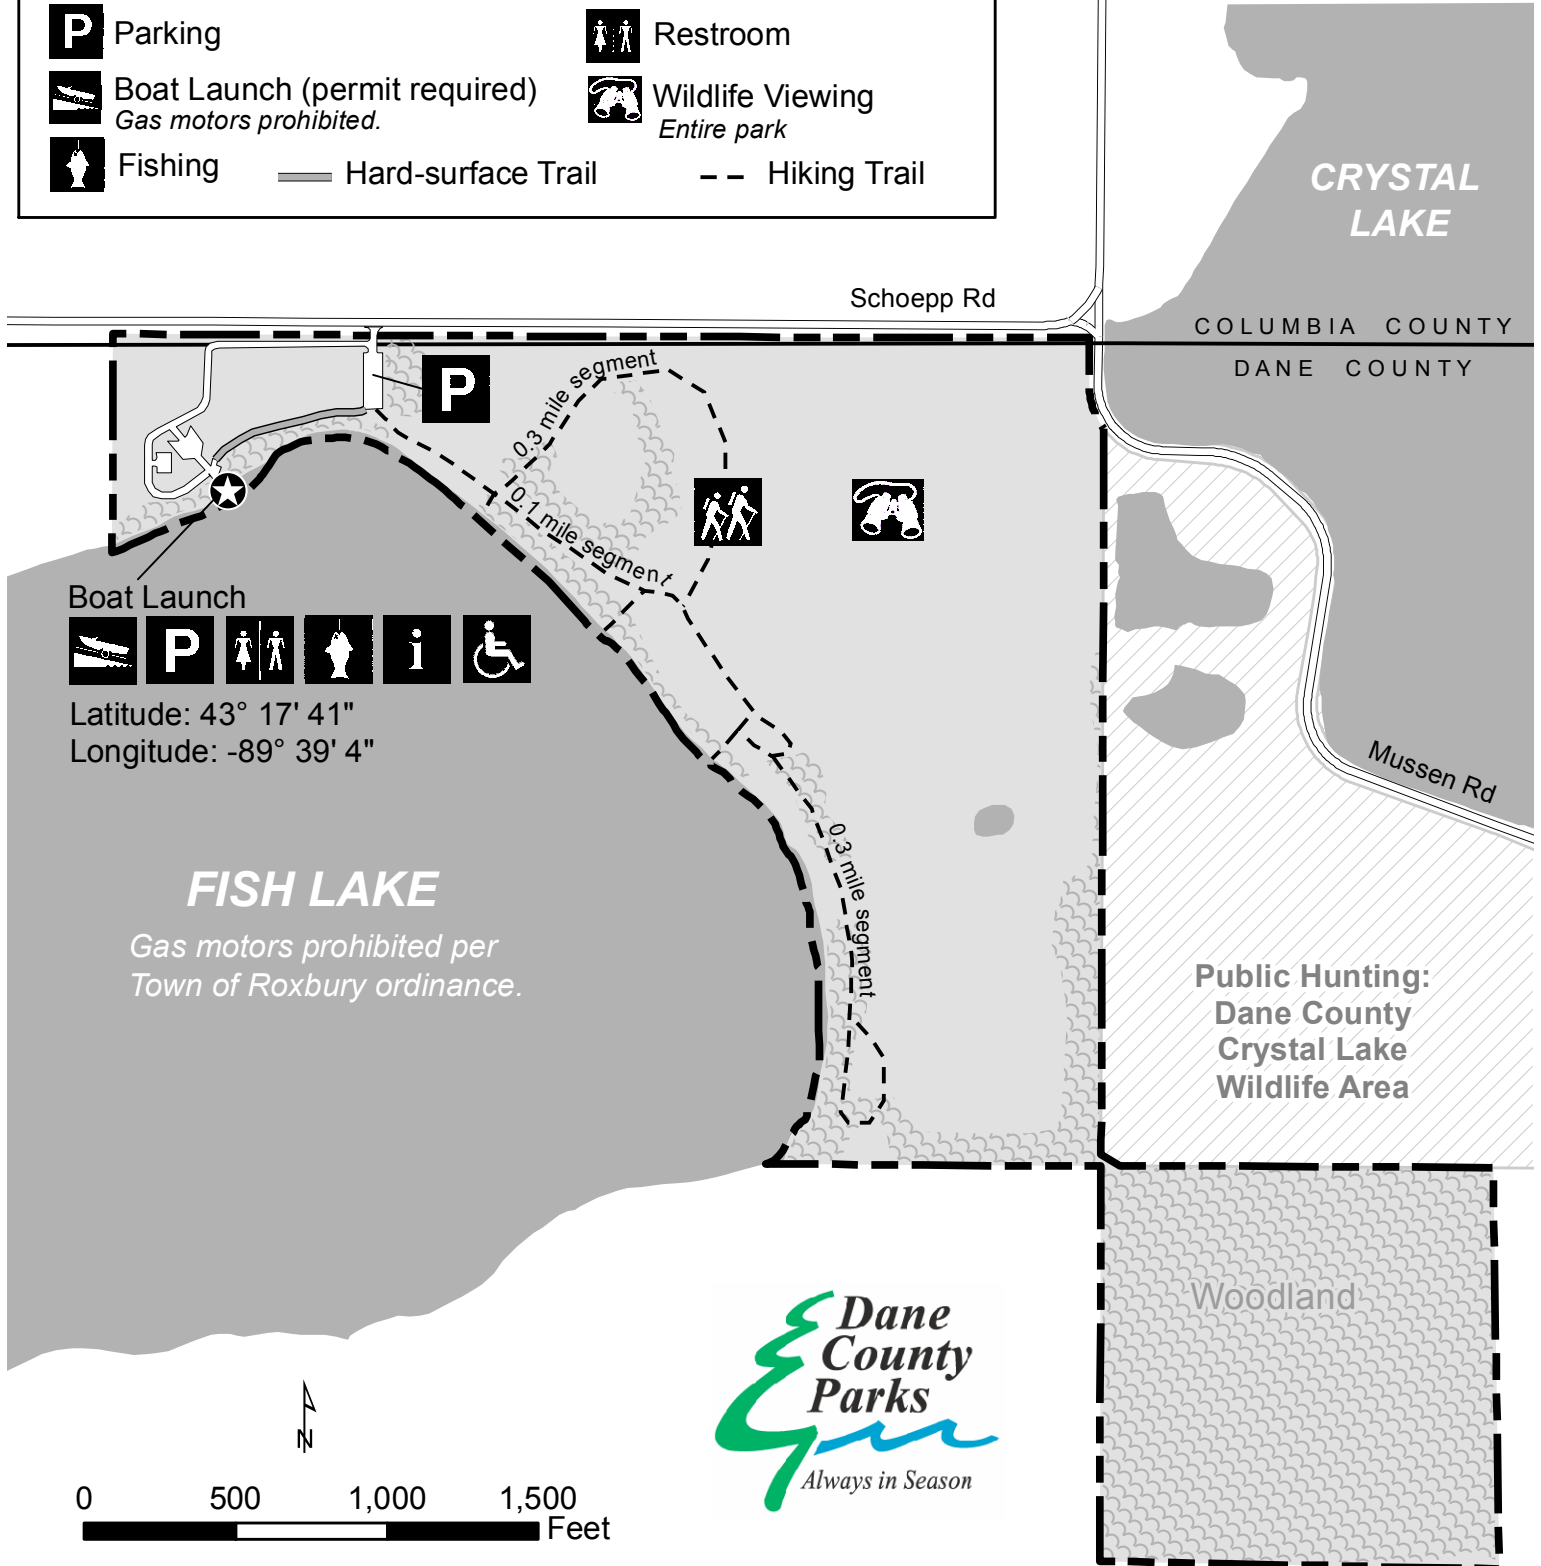 P Parking
Restroom
Boat Launch (permit required)
Gas motors prohibited.
Wildlife Viewing
Entire park
Fishing
Hard-surface Trail
Hiking Trail
CRYSTAL
LAKE
Schoepp Rd
COLUMBIA COUNTY
DANE COUNTY
P
0.3 mile segment
0.1 mile segment
Boat Launch
P
i
Latitude: 43° 17' 41"
Longitude: -89° 39' 4"
Mussen Rd
0.3 mile segment
FISH LAKE
Gas motors prohibited per
Town of Roxbury ordinance.
Public Hunting:
Dane County
Crystal Lake
Wildlife Area
Woodland
Dane
County
Parks
Always in Season
N
0 500 1,000 1,500
Feet